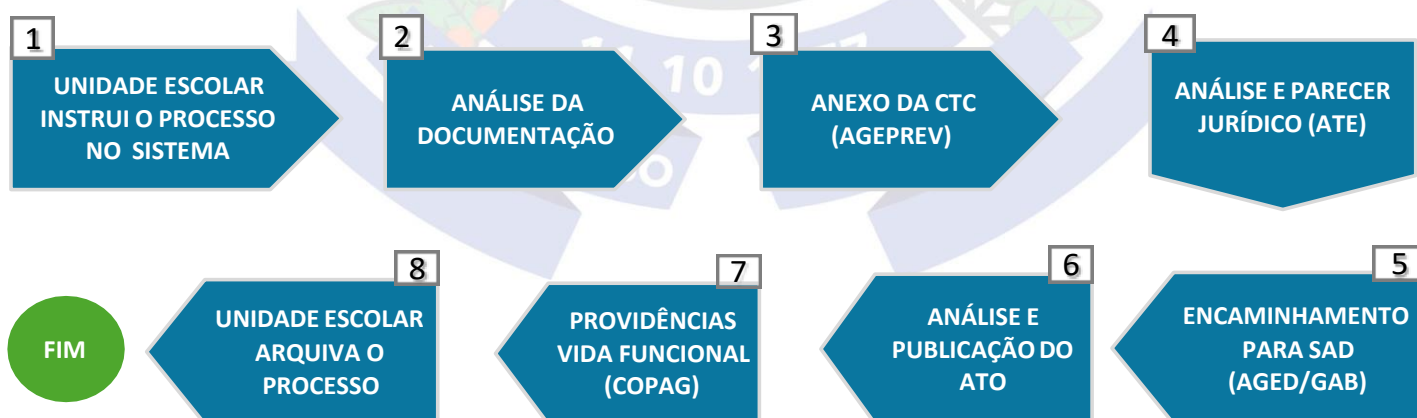 1
UNIDADE ESCOLAR
INSTRUI O PROCESSO
NO SISTEMA
2
ANÁLISE DA
DOCUMENTAÇÃO
3
ANEXO DA CTC
(AGEPREV)
4
ANÁLISE E PARECER
JURÍDICO (ATE)
5
ENCAMINHAMENTO
PARA SAD
(AGED/GAB)
6
ANÁLISE E
PUBLICAÇÃO DO
ATO
7
PROVIDÊNCIAS
VIDA FUNCIONAL
(COPAG)
8
UNIDADE ESCOLAR
ARQUIVA O
PROCESSO
FIM
10